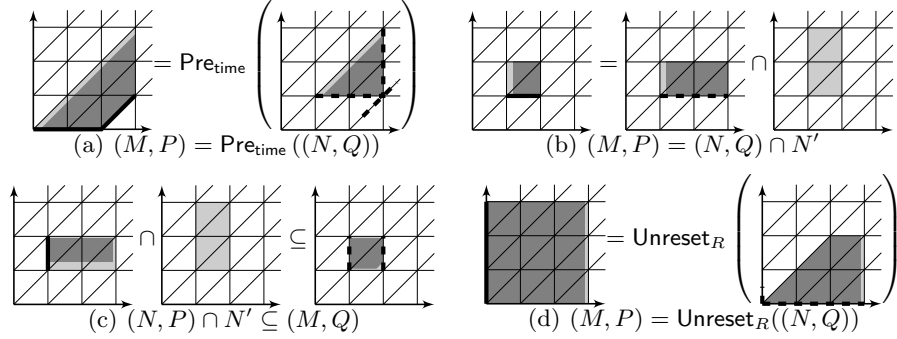 = Pre_time ( )
(a) (M, P) = Pre_time((N, Q))
= ∩
(b) (M, P) = (N, Q) ∩ N′
∩ ⊆
(c) (N, P) ∩ N′ ⊆ (M, Q)
= Unreset_R ( )
(d) (M, P) = Unreset_R((N, Q))